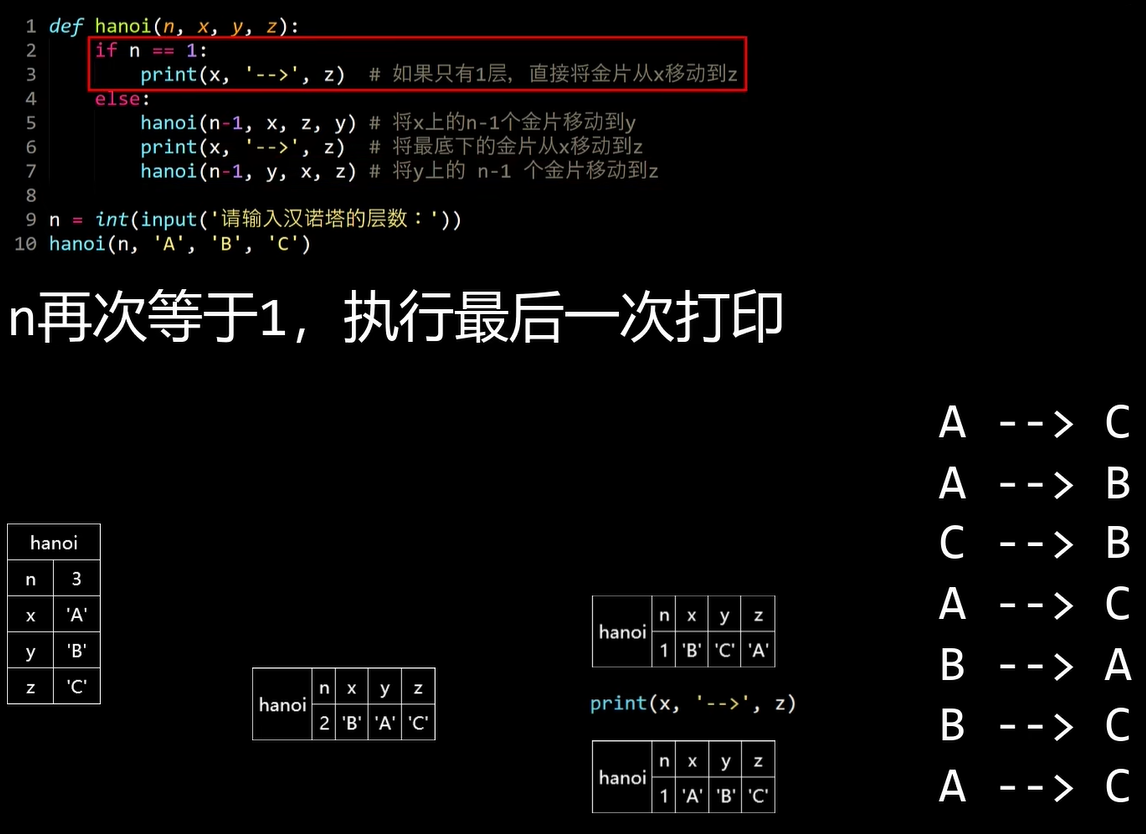 1 def hanoi(n, x, y, z):
2 if n == 1:
3 print(x, '-->', z) # 如果只有1层，直接将金片从x移动到z
4 else:
5 hanoi(n-1, x, z, y) # 将x上的n-1个金片移动到y
6 print(x, '-->', z) # 将最底下的金片从x移动到z
7 hanoi(n-1, y, x, z) # 将y上的 n-1 个金片移动到z
8
9 n = int(input('请输入汉诺塔的层数：'))
10 hanoi(n, 'A', 'B', 'C')
n再次等于1，执行最后一次打印
A --> C
A --> B
C --> B
A --> C
B --> A
B --> C
A --> C
hanoi
n 3
x 'A'
y 'B'
z 'C'
hanoi
n x y z
2 'B' 'A' 'C'
hanoi
n x y z
1 'B' 'C' 'A'
print(x, '-->', z)
hanoi
n x y z
1 'A' 'B' 'C'